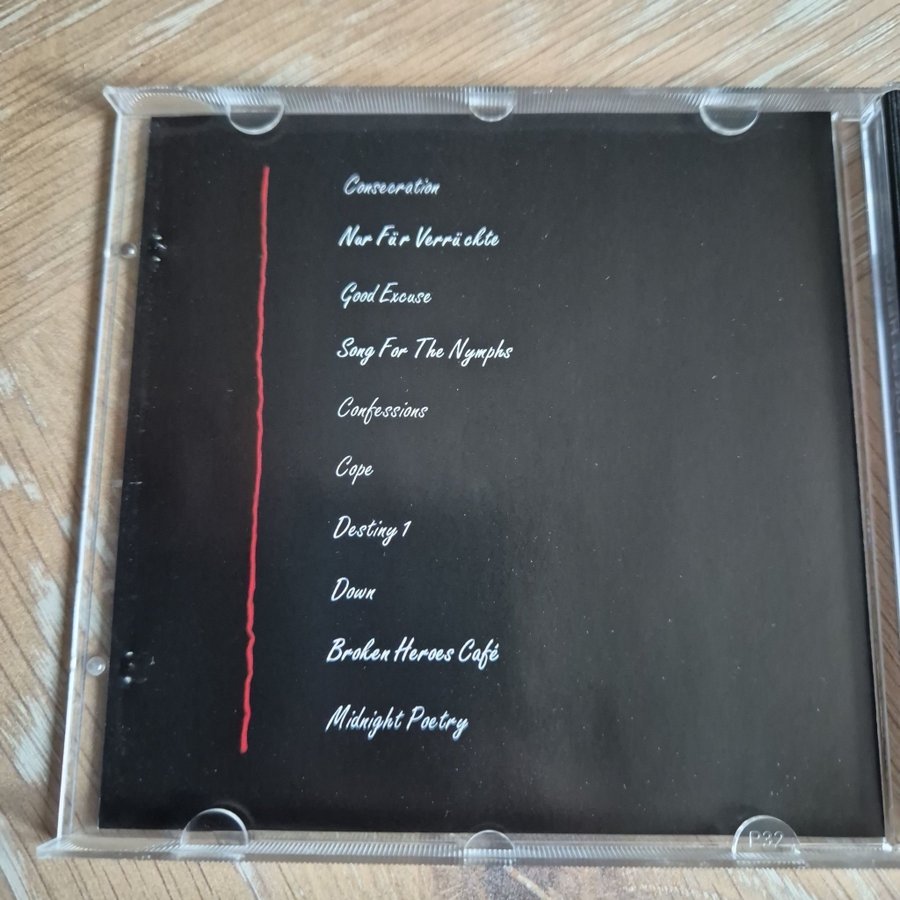 Consecration
Nur Für Verrückte
Good Excuse
Song For The Nymphs
Confessions
Cope
Destiny 1
Down
Broken Heroes Café
Midnight Poetry
P32